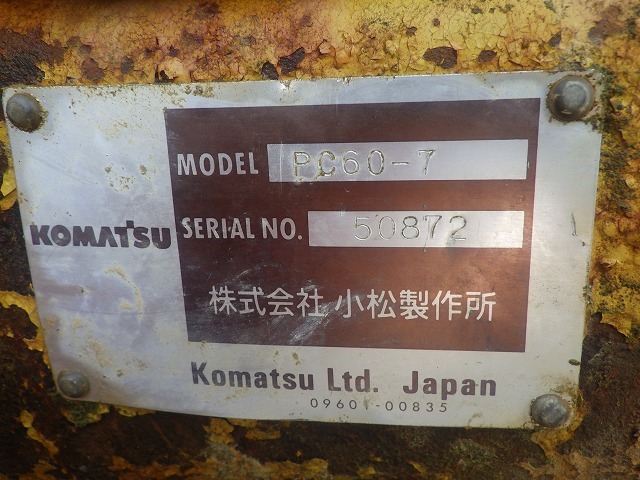 MODEL PC60-7
KOMATSU SERIAL NO. 50872
株式会社 小松製作所
Komatsu Ltd. Japan
09601-00835